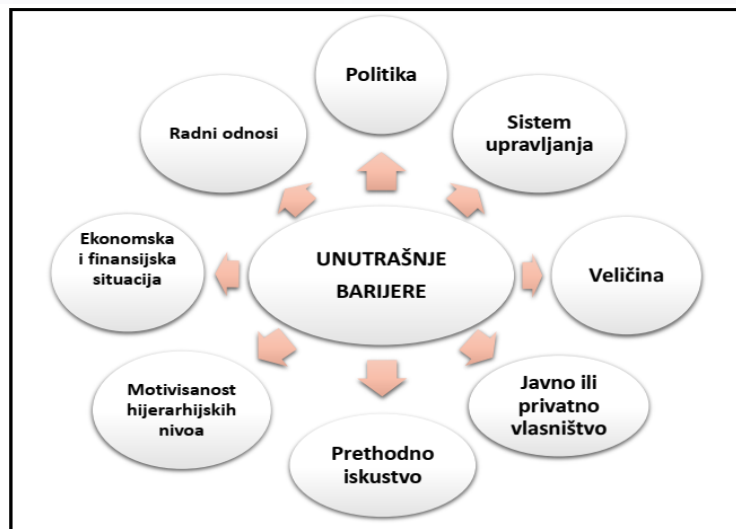 Politika
Sistem
upravljanja
Radni odnosi
UNUTRAŠNJE
BARIJERE
Ekonomska
i finansijska
situacija
Veličina
Motivisanost
hijerarhijskih
nivoa
Javno ili
privatno
vlasništvo
Prethodno
iskustvo